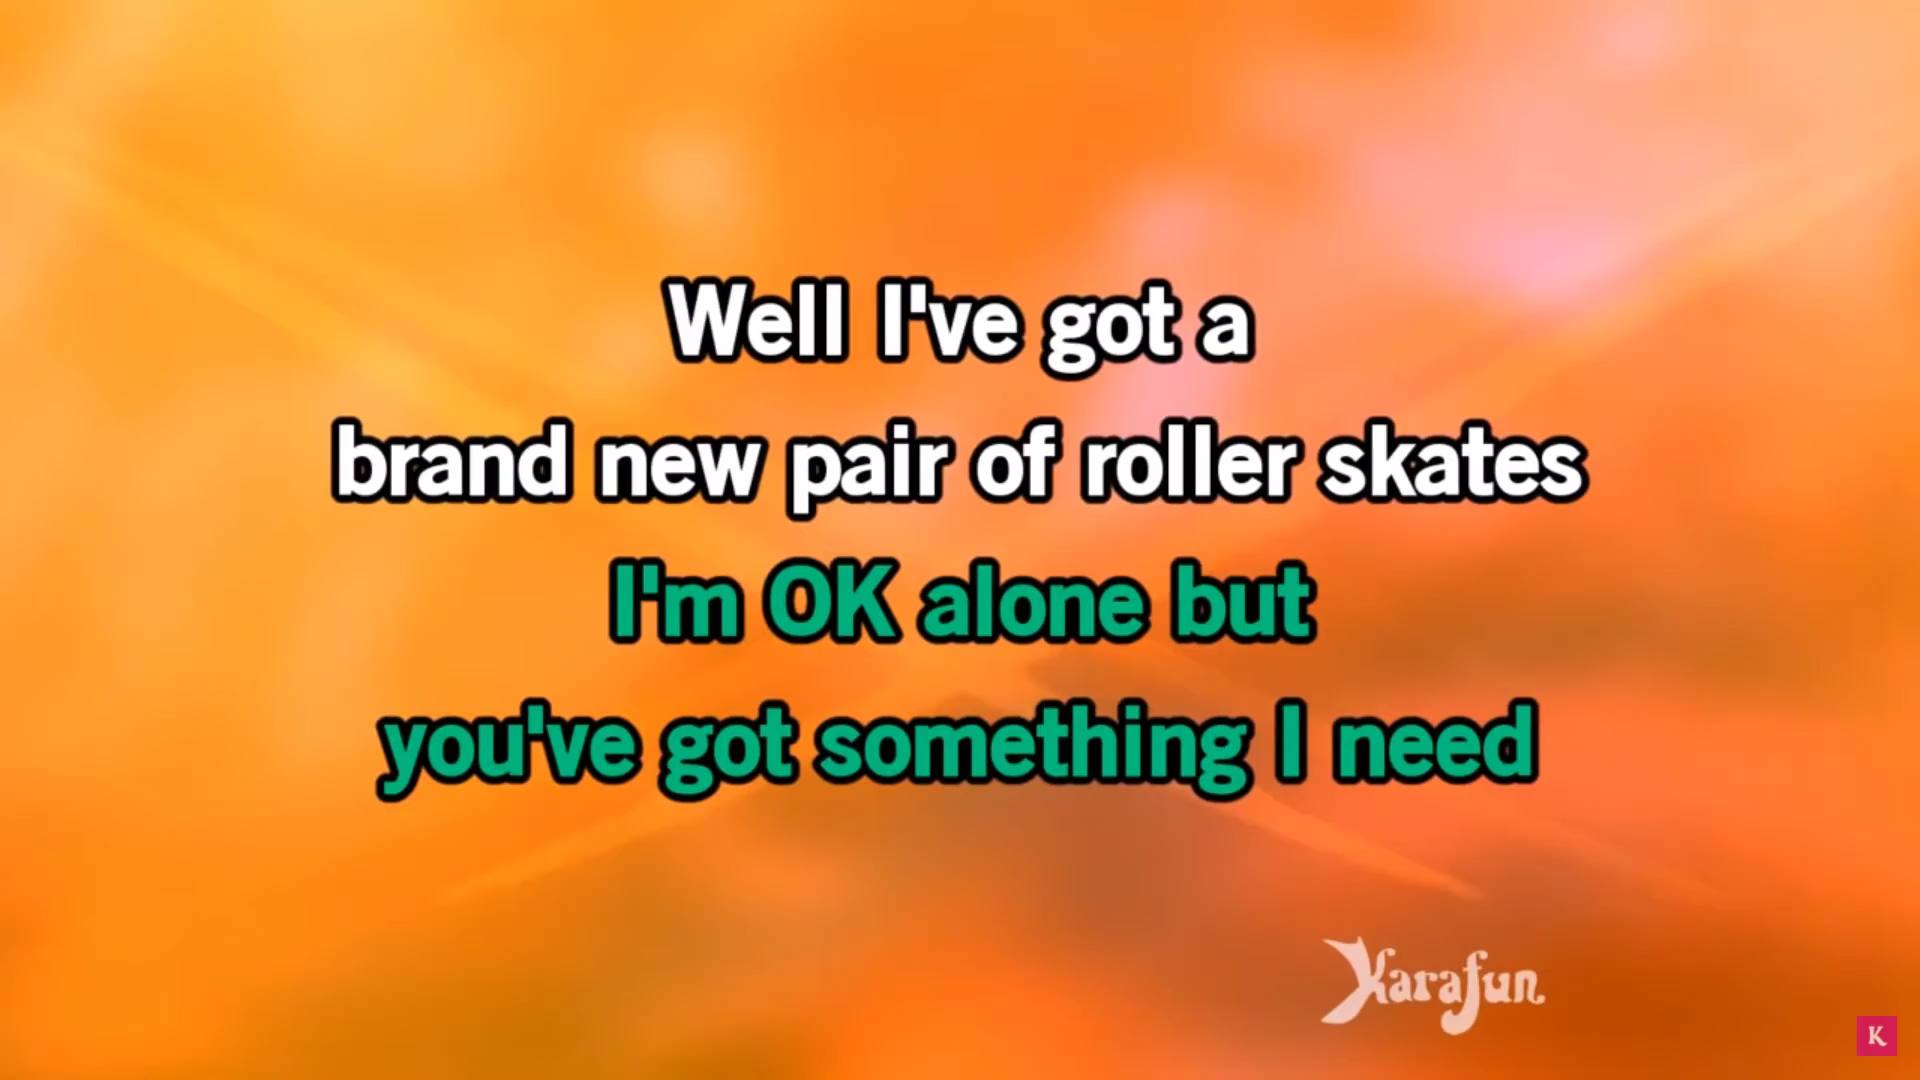 Well I've got a
brand new pair of roller skates
I'm OK alone but
you've got something I need
Karafun
K